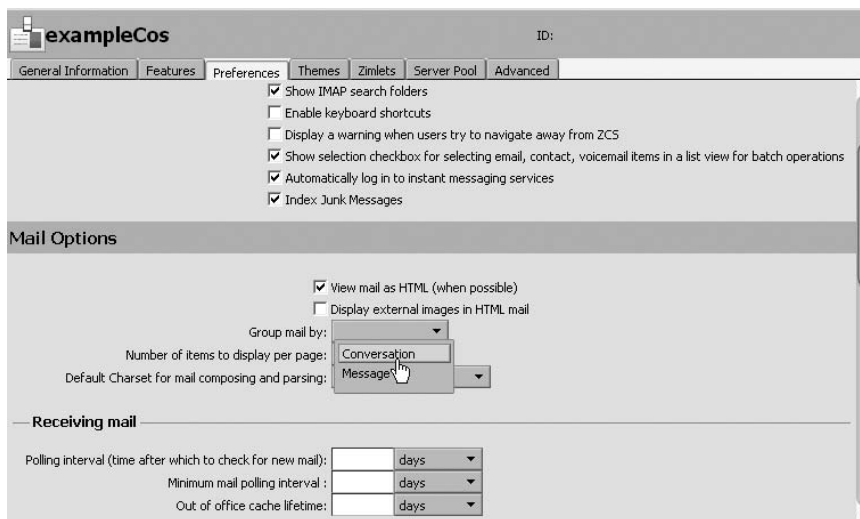 exampleCos ID:
General Information Features Preferences Themes Zimlets Server Pool Advanced
Show IMAP search folders
Enable keyboard shortcuts
Display a warning when users try to navigate away from ZCS
Show selection checkbox for selecting email, contact, voicemail items in a list view for batch operations
Automatically log in to instant messaging services
Index Junk Messages
Mail Options
View mail as HTML (when possible)
Display external images in HTML mail
Group mail by:
Number of items to display per page: Conversation
Default Charset for mail composing and parsing: Message
Receiving mail
Polling interval (time after which to check for new mail): days
Minimum mail polling interval : days
Out of office cache lifetime: days